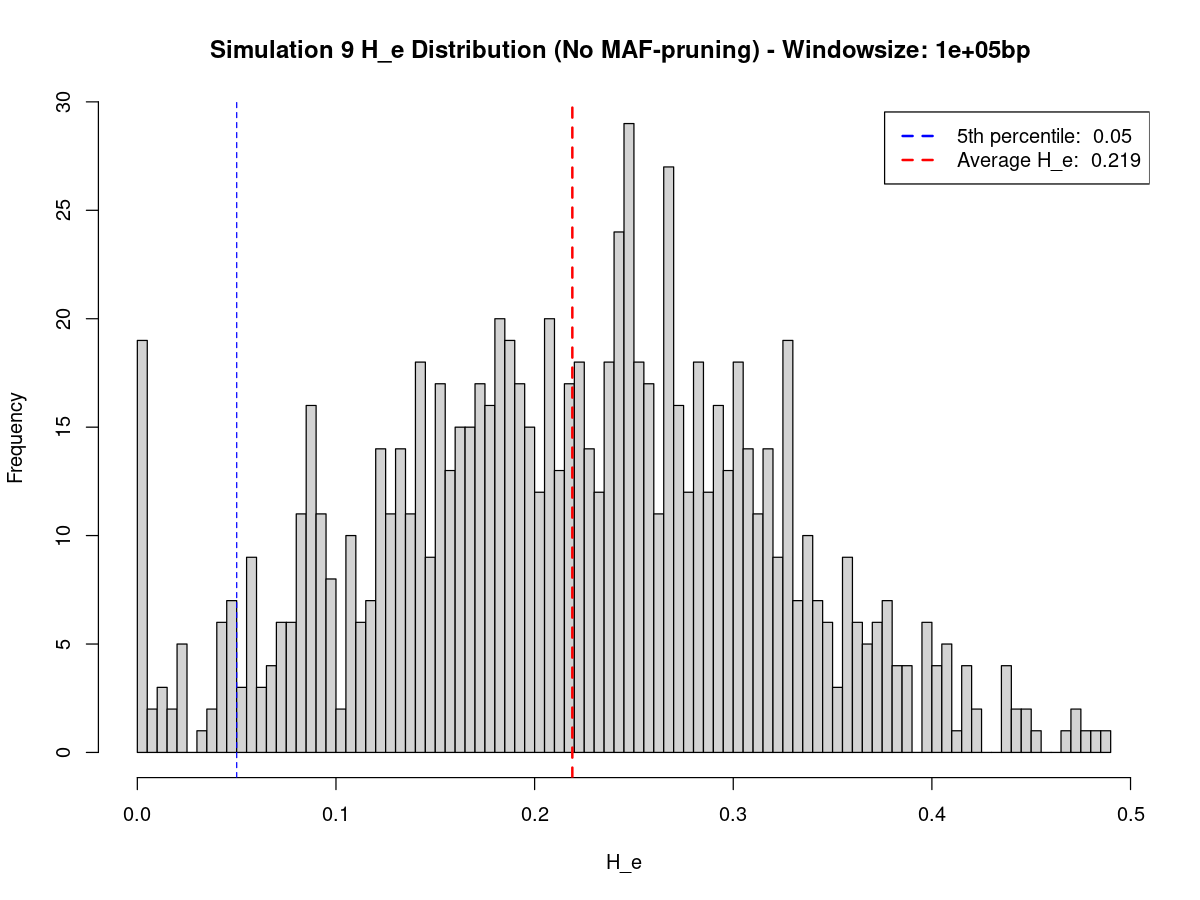 Simulation 9 H_e Distribution (No MAF-pruning) - Windowsize: 1e+05bp
5th percentile: 0.05
Average H_e: 0.219
Frequency
30
25
20
15
10
5
0
0.0 0.1 0.2 0.3 0.4 0.5
H_e